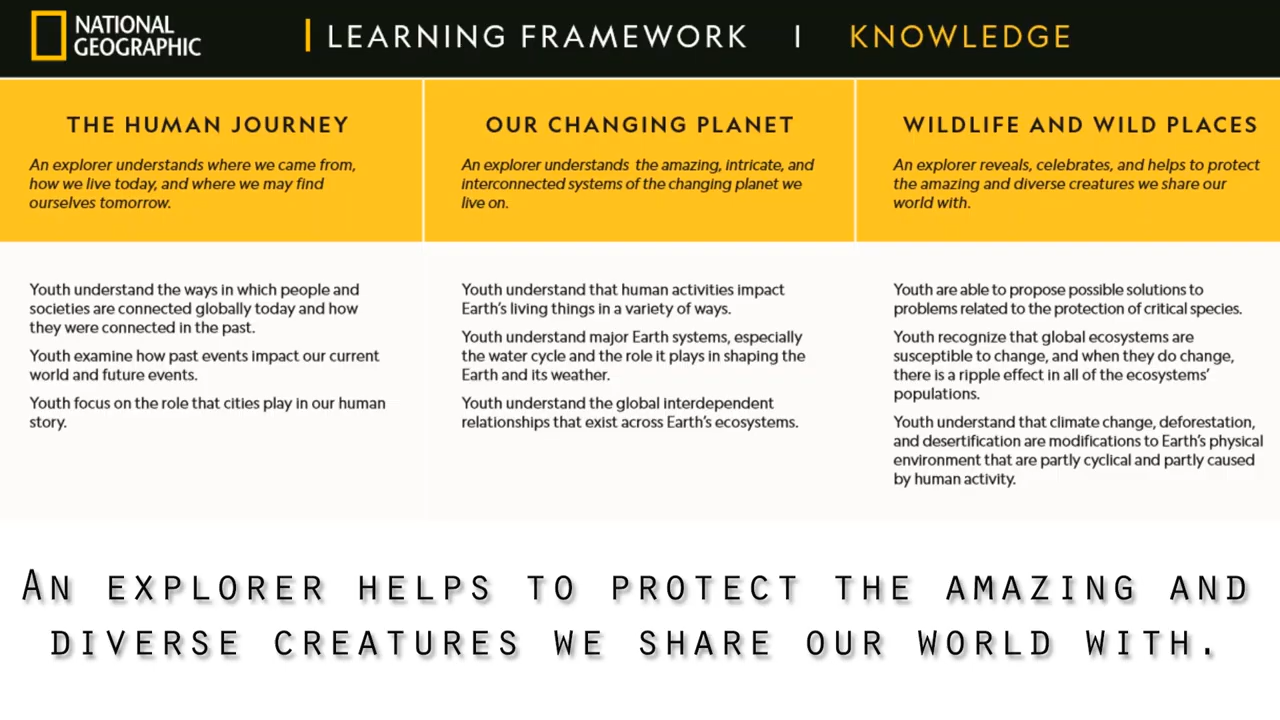 NATIONAL
GEOGRAPHIC
LEARNING FRAMEWORK | KNOWLEDGE
THE HUMAN JOURNEY
An explorer understands where we came from,
how we live today, and where we may find
ourselves tomorrow.
Youth understand the ways in which people and
societies are connected globally today and how
they were connected in the past.
Youth examine how past events impact our current
world and future events.
Youth focus on the role that cities play in our human
story.
OUR CHANGING PLANET
An explorer understands the amazing, intricate, and
interconnected systems of the changing planet we
live on.
Youth understand that human activities impact
Earth's living things in a variety of ways.
Youth understand major Earth systems, especially
the water cycle and the role it plays in shaping the
Earth and its weather.
Youth understand the global interdependent
relationships that exist across Earth's ecosystems.
WILDLIFE AND WILD PLACES
An explorer reveals, celebrates, and helps to protect
the amazing and diverse creatures we share our
world with.
Youth are able to propose possible solutions to
problems related to the protection of critical species.
Youth recognize that global ecosystems are
susceptible to change, and when they do change,
there is a ripple effect in all of the ecosystems'
populations.
Youth understand that climate change, deforestation,
and desertification are modifications to Earth's physical
environment that are partly cyclical and partly caused
by human activity.
AN EXPLORER HELPS TO PROTECT THE AMAZING AND
DIVERSE CREATURES WE SHARE OUR WORLD WITH.